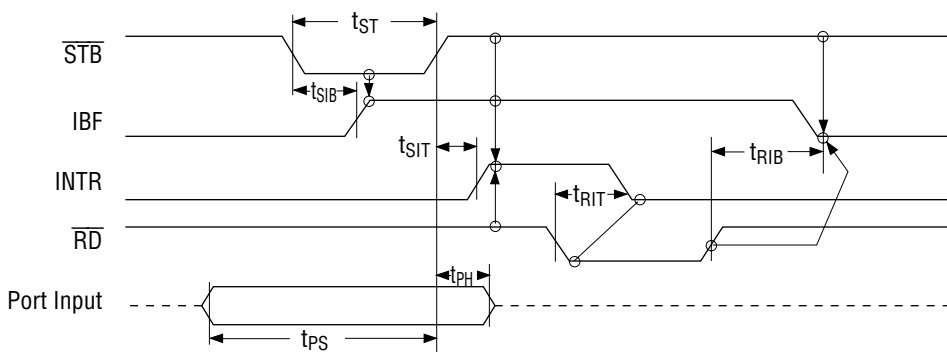 tST
STB
tSIB
IBF
tSIT
tRIB
INTR
tRIT
RD
tPH
Port Input
tPS